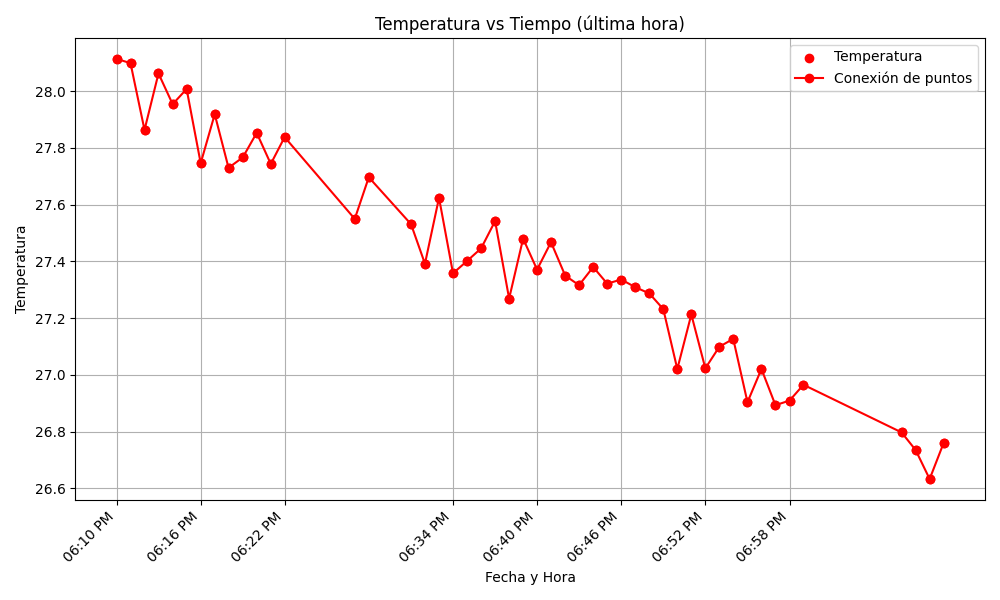 Temperatura vs Tiempo (última hora)
Temperatura
Conexión de puntos
Temperatura
28.0
27.8
27.6
27.4
27.2
27.0
26.8
26.6
06:10 PM
06:16 PM
06:22 PM
06:34 PM
06:40 PM
06:46 PM
06:52 PM
06:58 PM
Fecha y Hora